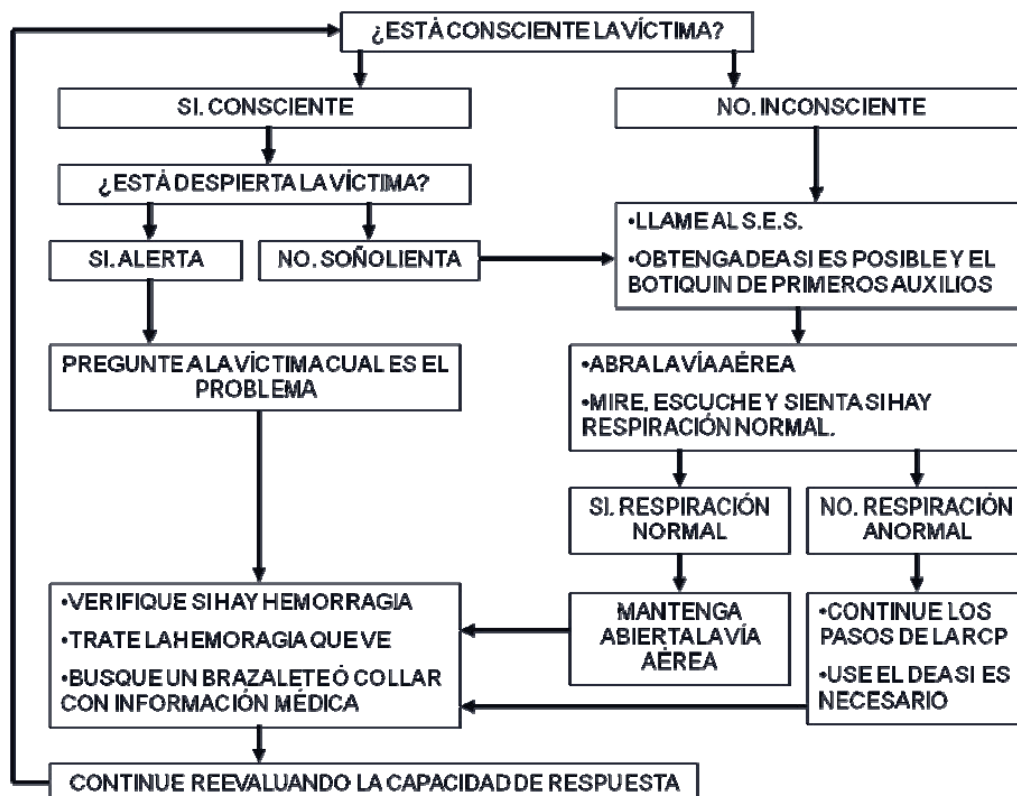 ¿ESTÁ CONSCIENTE LA VÍCTIMA?
SI. CONSCIENTE
NO. INCONSCIENTE
¿ESTÁ DESPIERTA LA VÍCTIMA?
SI. ALERTA
NO. SOÑOLIENTA
•LLAME AL S.E.S.
•OBTENGA DEA SI ES POSIBLE Y EL
BOTIQUIN DE PRIMEROS AUXILIOS
PREGUNTE A LA VÍCTIMA CUAL ES EL
PROBLEMA
•ABRA LA VÍA AÉREA
•MIRE, ESCUCHE Y SIENTA SI HAY
RESPIRACIÓN NORMAL.
SI. RESPIRACIÓN
NORMAL
NO. RESPIRACIÓN
ANORMAL
•VERIFIQUE SI HAY HEMORRAGIA
•TRATE LA HEMORAGIA QUE VE
•BUSQUE UN BRAZALETE Ó COLLAR
CON INFORMACIÓN MÉDICA
MANTENGA
ABIERTA LA VÍA
AÉREA
•CONTINUE LOS
PASOS DE LA RCP
•USE EL DEA SI ES
NECESARIO
CONTINUE REEVALUANDO LA CAPACIDAD DE RESPUESTA